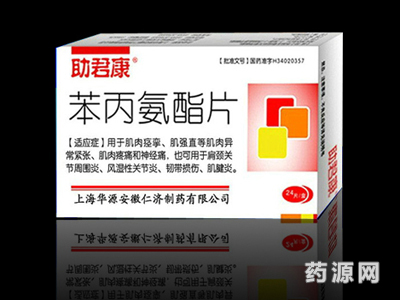 【批准文号】国药准字H34020357
助君康®
苯丙氨酯片
【适应症】用于肌肉痉挛、肌强直等肌肉异
常紧张、肌肉疼痛和神经痛，也可用于肩颈关
节周围炎、风湿性关节炎、韧带损伤、肌腱炎。
24片/盒
上海华源安徽仁济制药有限公司
药源网